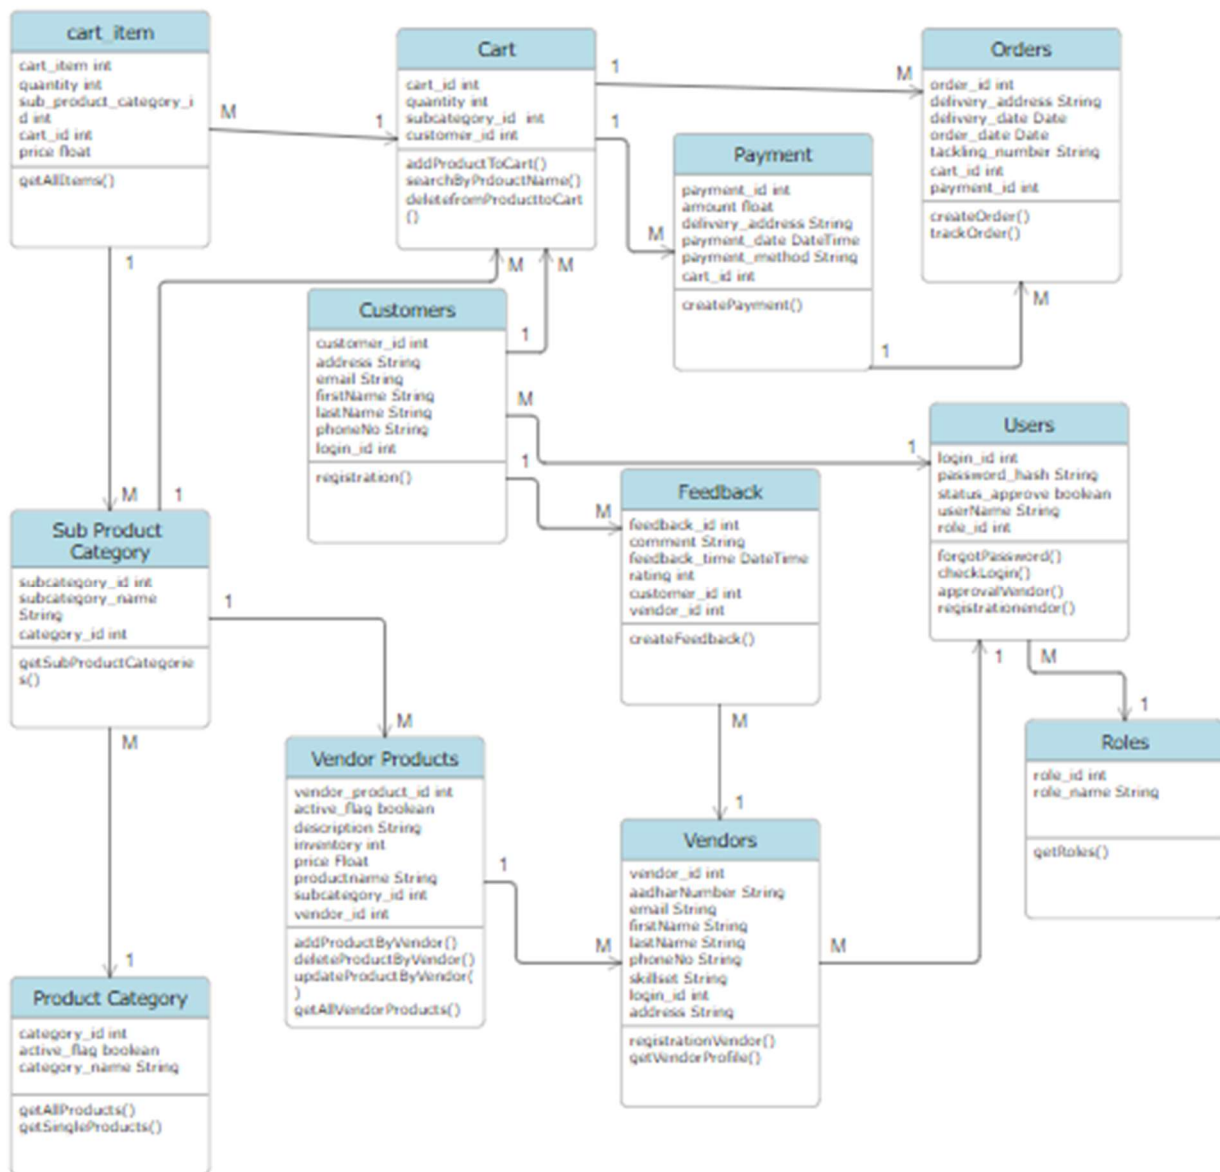 cart_item
cart_item int
quantity int
sub_product_category_i
d int
cart_id int
price float
getAllItems()
M
1
Cart
cart_id int
quantity int
subcategory_id int
customer_id int
addProductToCart()
searchByPrdouctName()
deletefromProducttoCart
()
1
M
1
M
Orders
order_id int
delivery_address String
delivery_date Date
order_date Date
tackling_number String
cart_id int
payment_id int
createOrder()
trackOrder()
Payment
payment_id int
amount float
delivery_address String
payment_date DateTime
payment_method String
cart_id int
createPayment()
1
M
1
M
M
1
M
Customers
customer_id int
address String
email String
firstName String
lastName String
phoneNo String
login_id int
registration()
1
M
1
1
M
Users
login_id int
password_hash String
status_approve boolean
userName String
role_id int
forgotPassword()
checkLogin()
approvalVendor()
registrationendor()
Feedback
feedback_id int
comment String
feedback_time DateTime
rating int
customer_id int
vendor_id int
createFeedback()
Sub Product
Category
subcategory_id int
subcategory_name
String
category_id int
getSubProductCategorie
s()
1
M
M
1
M
1
1
M
Roles
role_id int
role_name String
getRoles()
Vendor Products
vendor_product_id int
active_flag boolean
description String
inventory int
price Float
productname String
subcategory_id int
vendor_id int
addProductByVendor()
deleteProductByVendor()
updateProductByVendor(
)
getAllVendorProducts()
1
M
Vendors
vendor_id int
aadharNumber String
email String
firstName String
lastName String
phoneNo String
skillset String
login_id int
address String
registrationVendor()
getVendorProfile()
M
1
Product Category
category_id int
active_flag boolean
category_name String
getAllProducts()
getSingleProducts()